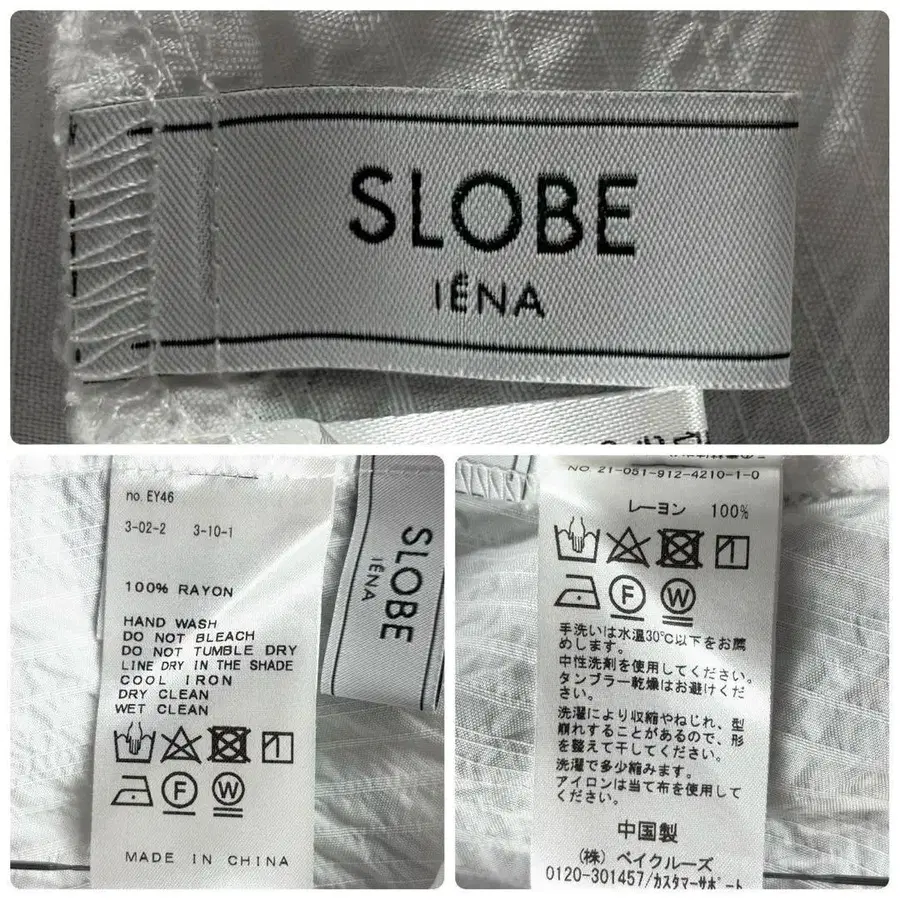 SLOBE
IÉNA
no. EY46
3-02-2 3-10-1
100% RAYON
HAND WASH
DO NOT BLEACH
DO NOT TUMBLE DRY
LINE DRY IN THE SHADE
COOL IRON
DRY CLEAN
WET CLEAN
F W
MADE IN CHINA
SLOBE
IÉNA
NO. 21-051-912-4210-1-0
レーヨン 100%
F W
手洗いは水温30℃以下をお薦
めします。
中性洗剤を使用してください。
タンブラー乾燥はお避けくだ
さい。
洗濯により収縮やねじれ、型
崩れすることがあるので、形
を整えて干してください。
洗濯で多少縮みます。
アイロンは当て布を使用して
ください。
中国製
(株) ベイクルーズ
0120-301457/カスタマーサポート